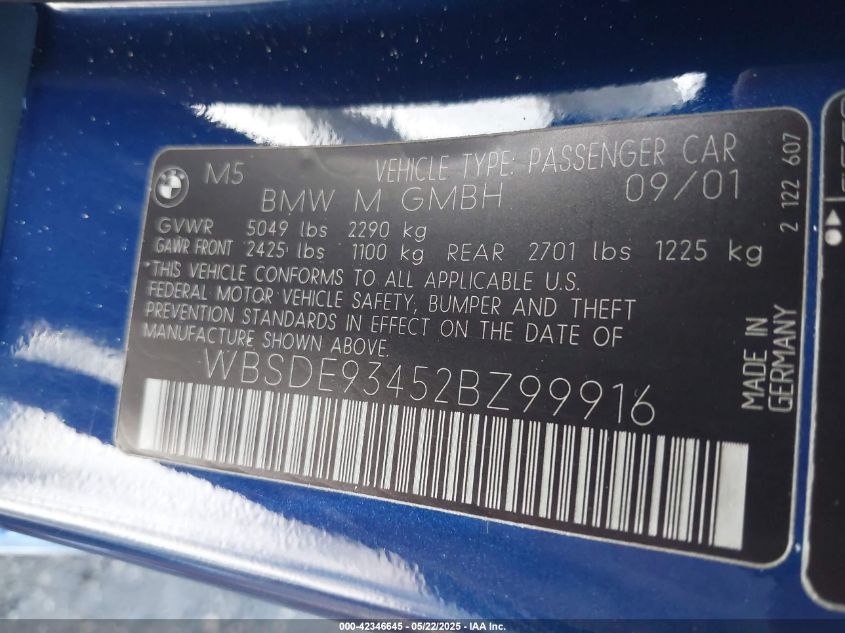 M5 VEHICLE TYPE: PASSENGER CAR
BMW M GMBH 09/01
GVWR 5049 lbs 2290 kg
GAWR FRONT 2425 lbs 1100 kg REAR 2701 lbs 1225 kg
*THIS VEHICLE CONFORMS TO ALL APPLICABLE U.S.
FEDERAL MOTOR VEHICLE SAFETY, BUMPER AND THEFT
PREVENTION STANDARDS IN EFFECT ON THE DATE OF
MANUFACTURE SHOWN ABOVE.
WBSDE93452BZ99916
MADE IN
GERMANY
2 122 607
000-42346645 - 05/22/2025 - IAA Inc.